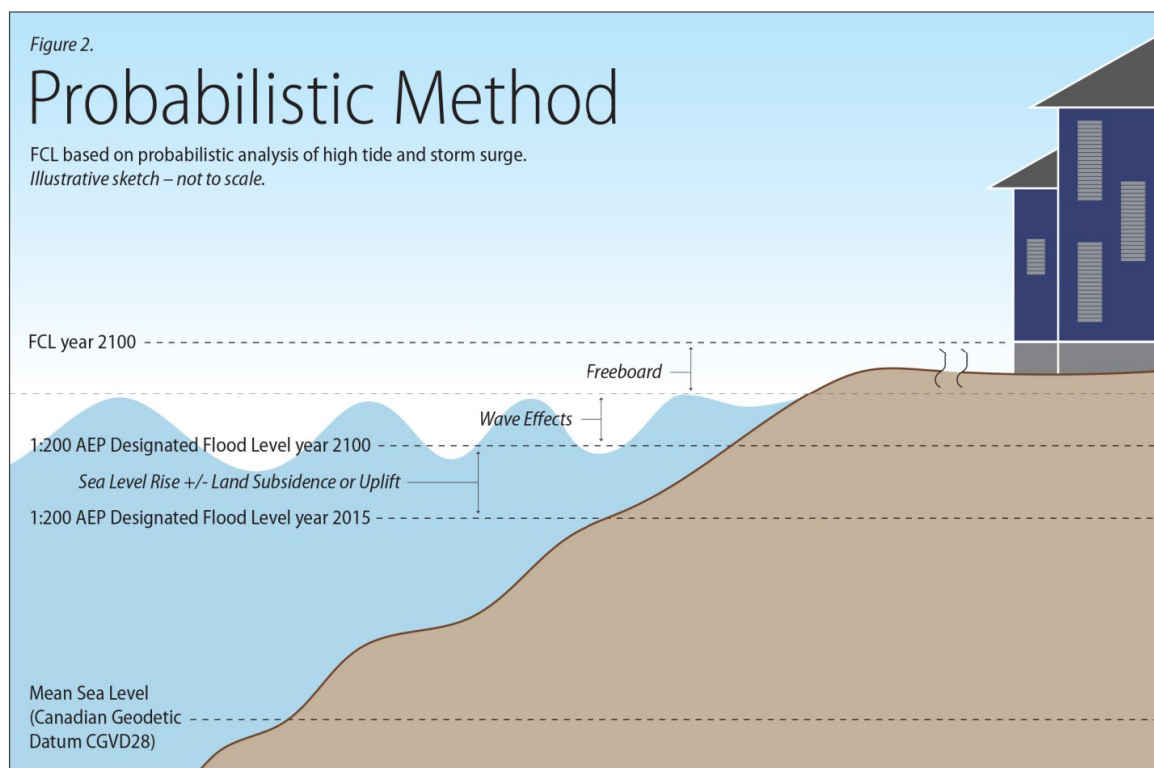 Figure 2.
Probabilistic Method
FCL based on probabilistic analysis of high tide and storm surge.
Illustrative sketch – not to scale.
FCL year 2100
Freeboard
Wave Effects
1:200 AEP Designated Flood Level year 2100
Sea Level Rise +/- Land Subsidence or Uplift
1:200 AEP Designated Flood Level year 2015
Mean Sea Level
(Canadian Geodetic
Datum CGVD28)